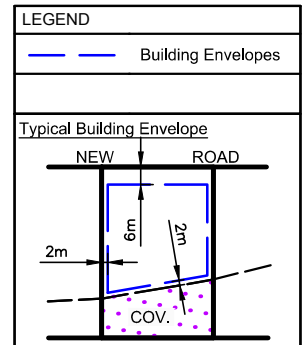 LEGEND
Building Envelopes
Typical Building Envelope
NEW ROAD
6m
2m
2m
COV.